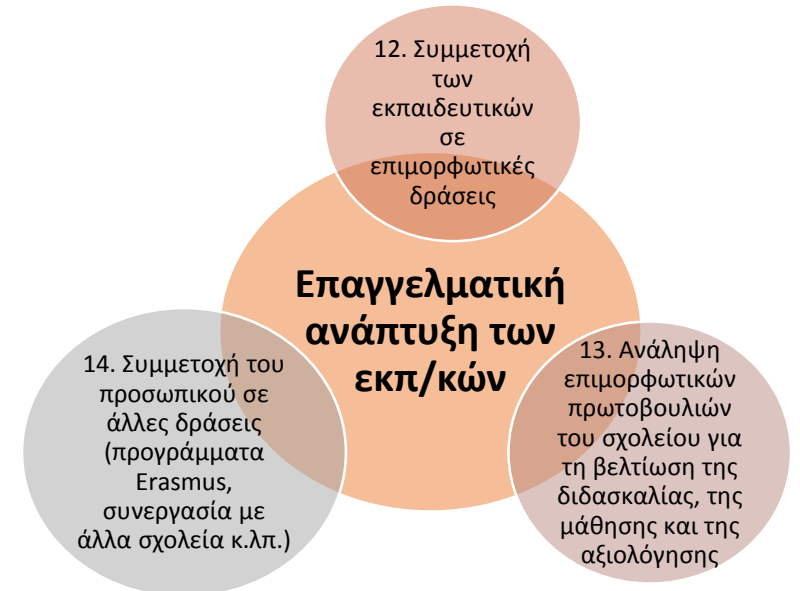 12. Συμμετοχή
των
εκπαιδευτικών
σε
επιμορφωτικές
δράσεις
Επαγγελματική
ανάπτυξη των
εκπ/κών
13. Ανάληψη
επιμορφωτικών
πρωτοβουλιών
του σχολείου για
τη βελτίωση της
διδασκαλίας, της
μάθησης και της
αξιολόγησης
14. Συμμετοχή του
προσωπικού σε
άλλες δράσεις
(προγράμματα
Erasmus,
συνεργασία με
άλλα σχολεία κ.λπ.)